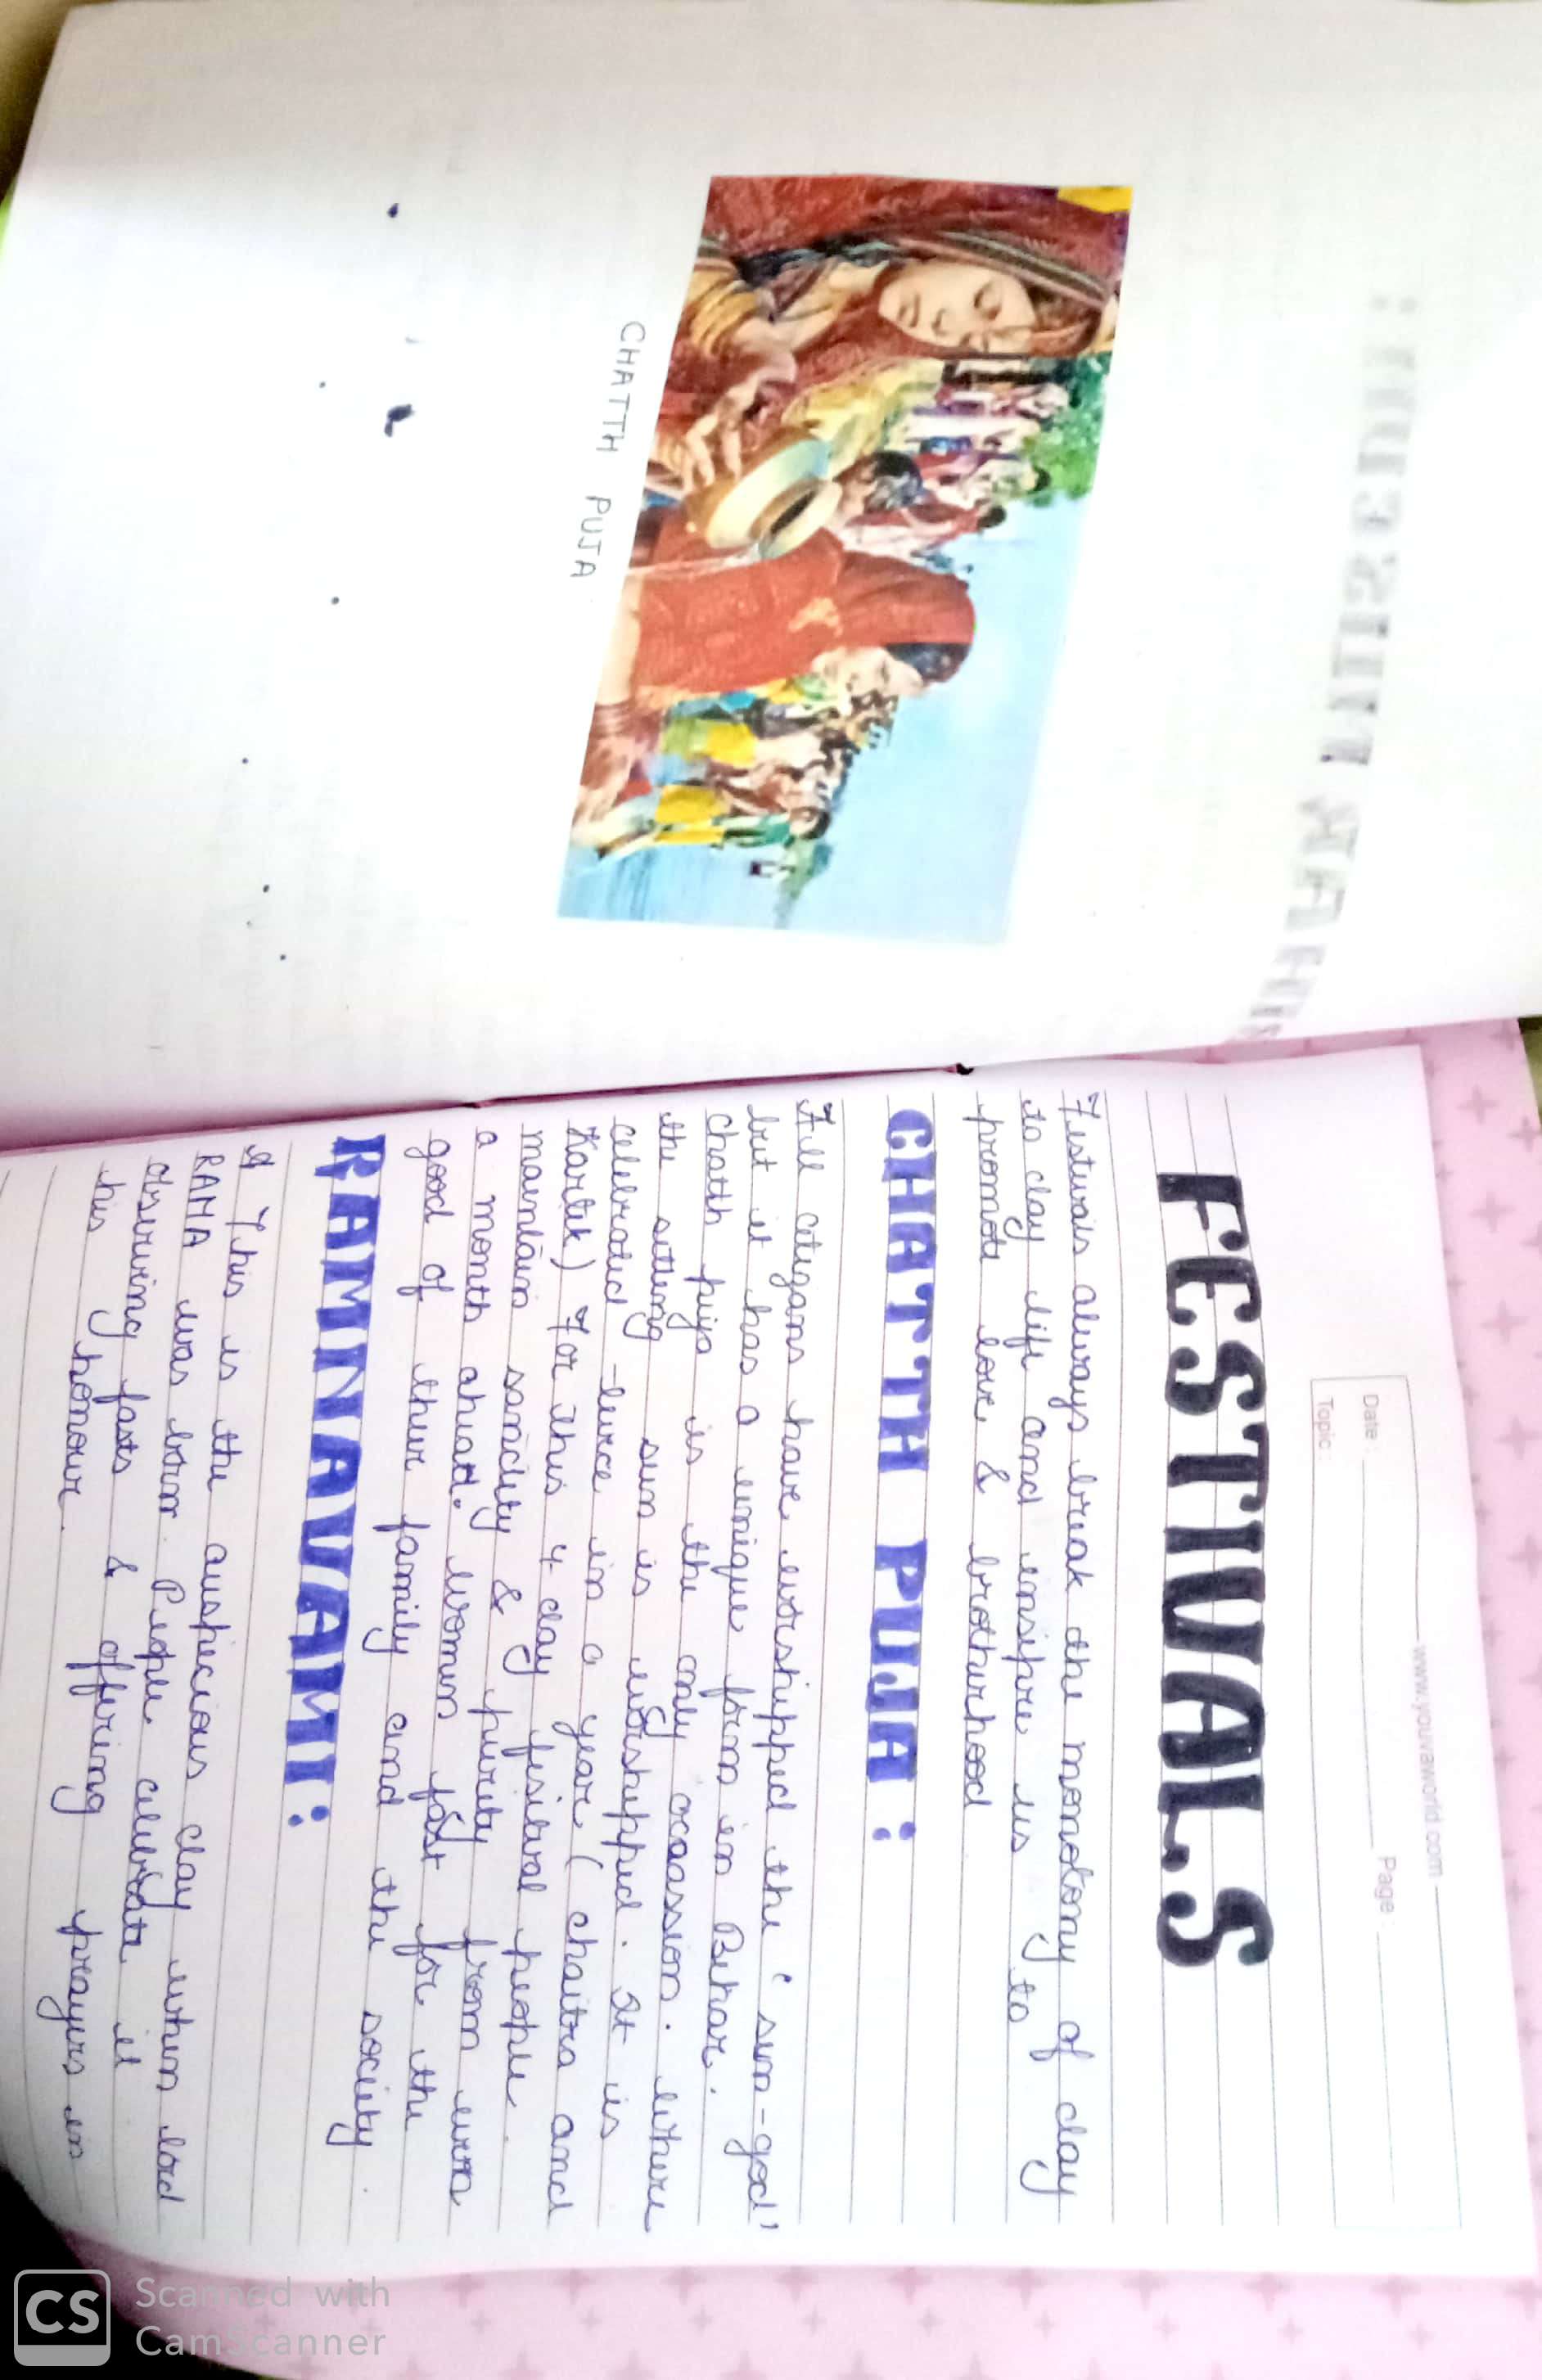 CHATTH PUJA
www.youvaworld.com
Date : Page
Topic :
FESTIVALS
Festivals always break the monotony of day
to day life and inspire us to
promote love & brotherhood
CHATTH PUJA :
All religions have worshipped the 'sun-god'
but it has a unique form in Bihar.
Chatth puja is the only ocassion. where
the setting sun is worshipped. It is
celebrated twice in a year (chaitra and
Kartik) For this 4 day festival people
maintain sanctity & purity from even
a month ahead. Women fast for the
good of their family and the society.
RAMNAVAMI :
This is the auspicious day when lord
RAMA was born. People celebrate it
observing fasts & offering prayers in
his honour.
CS Scanned with
CamScanner